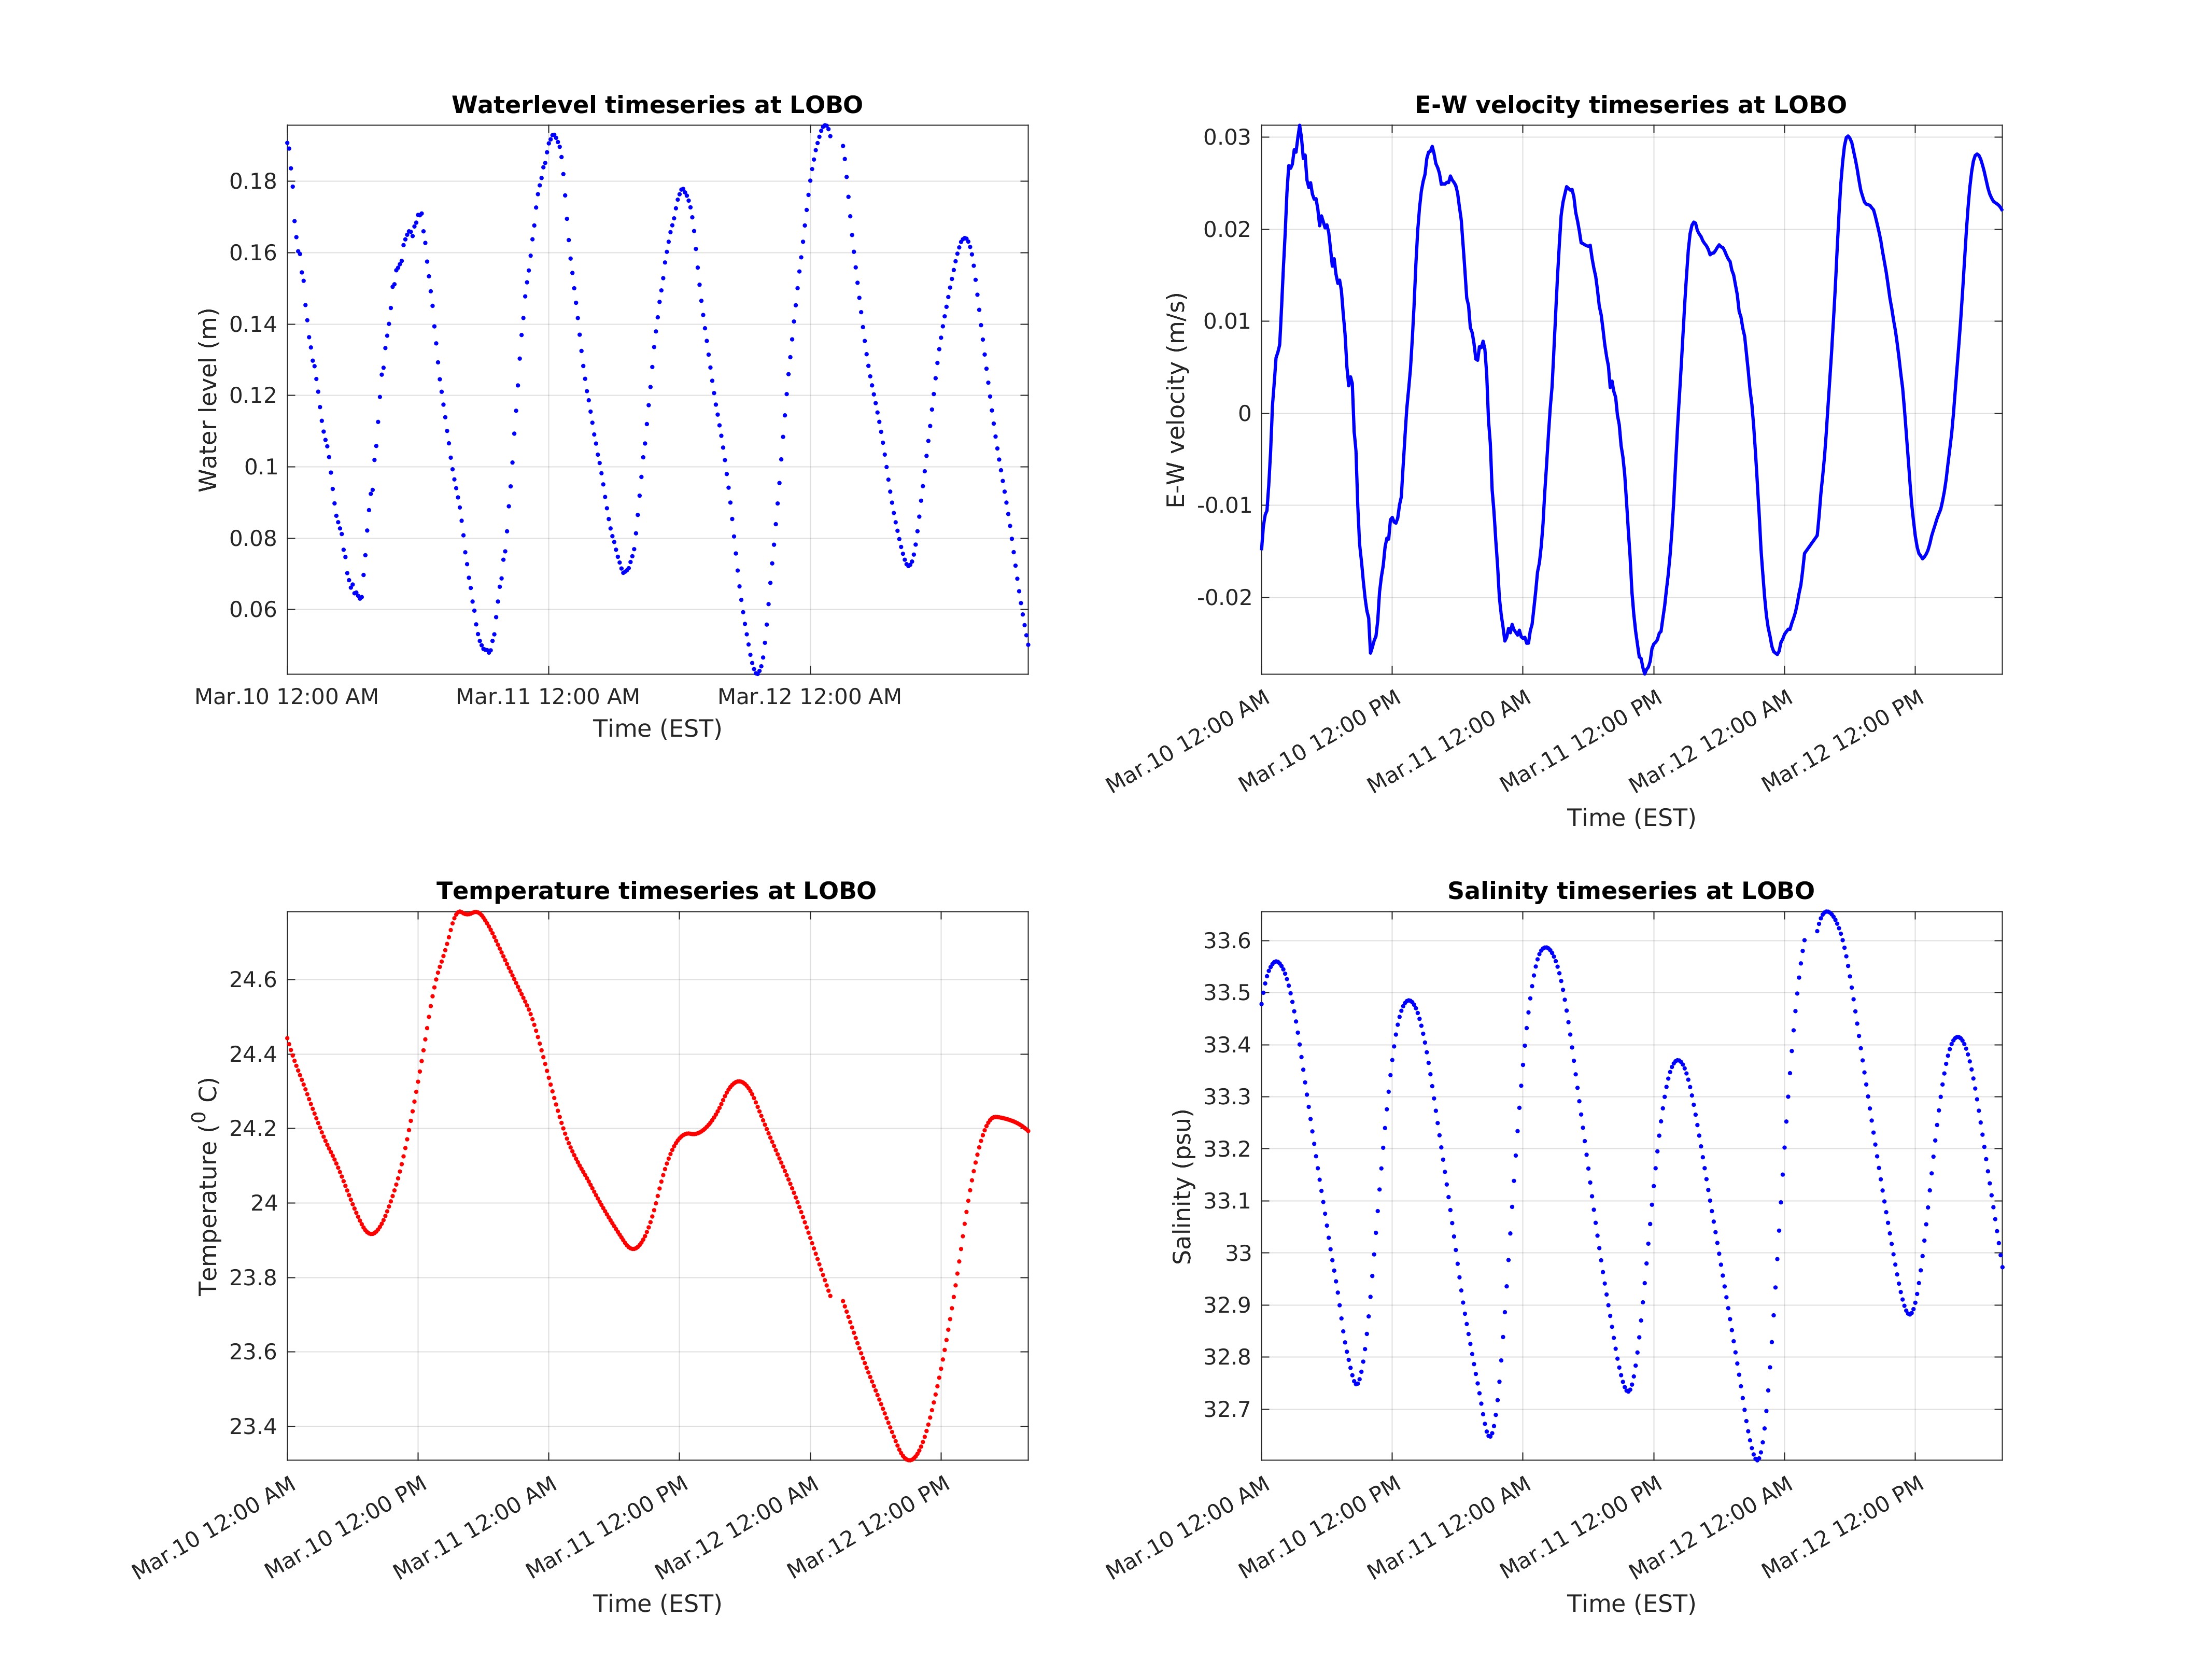 Waterlevel timeseries at LOBO
0.18
0.16
0.14
0.12
0.1
0.08
0.06
Water level (m)
Mar.10 12:00 AM
Mar.11 12:00 AM
Mar.12 12:00 AM
Time (EST)
E-W velocity timeseries at LOBO
0.03
0.02
0.01
0
-0.01
-0.02
E-W velocity (m/s)
Mar.10 12:00 AM
Mar.10 12:00 PM
Mar.11 12:00 AM
Mar.11 12:00 PM
Mar.12 12:00 AM
Mar.12 12:00 PM
Time (EST)
Temperature timeseries at LOBO
24.6
24.4
24.2
24
23.8
23.6
23.4
Temperature (⁰ C)
Mar.10 12:00 AM
Mar.10 12:00 PM
Mar.11 12:00 AM
Mar.11 12:00 PM
Mar.12 12:00 AM
Mar.12 12:00 PM
Time (EST)
Salinity timeseries at LOBO
33.6
33.5
33.4
33.3
33.2
33.1
33
32.9
32.8
32.7
Salinity (psu)
Mar.10 12:00 AM
Mar.10 12:00 PM
Mar.11 12:00 AM
Mar.11 12:00 PM
Mar.12 12:00 AM
Mar.12 12:00 PM
Time (EST)